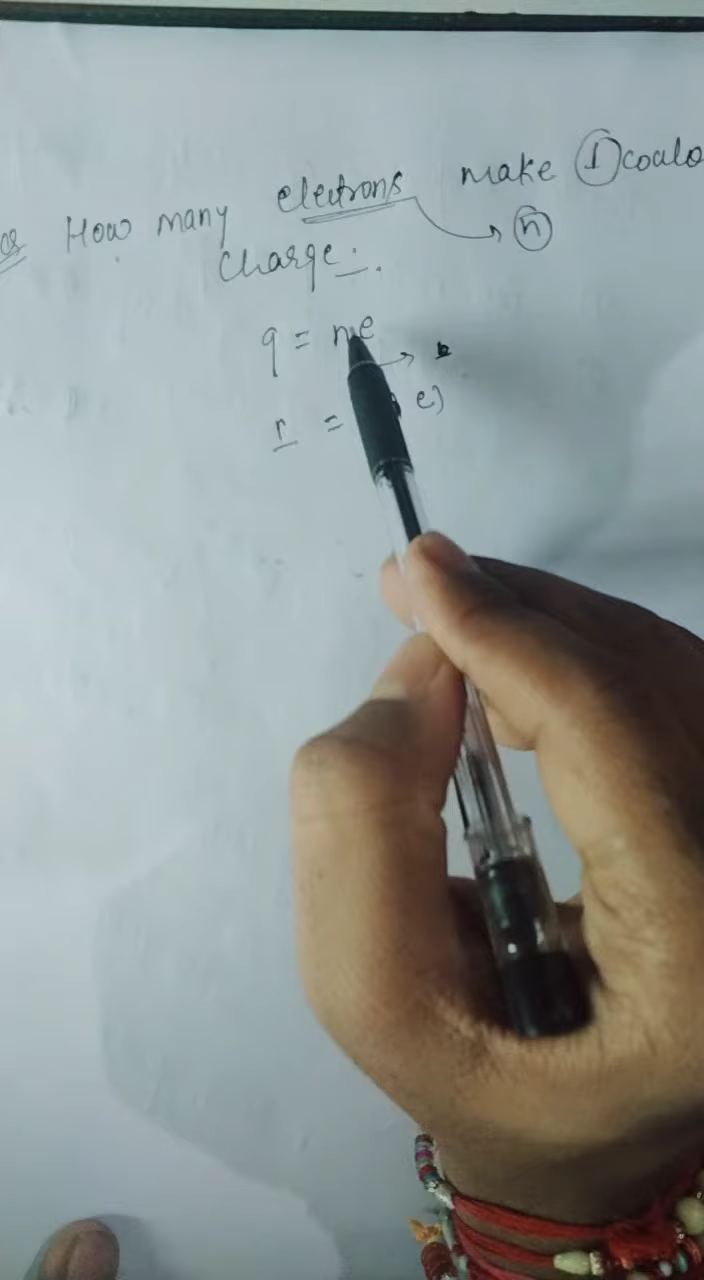 How many electrons make 1 coulo
n
charge.
q = ne
r = e)